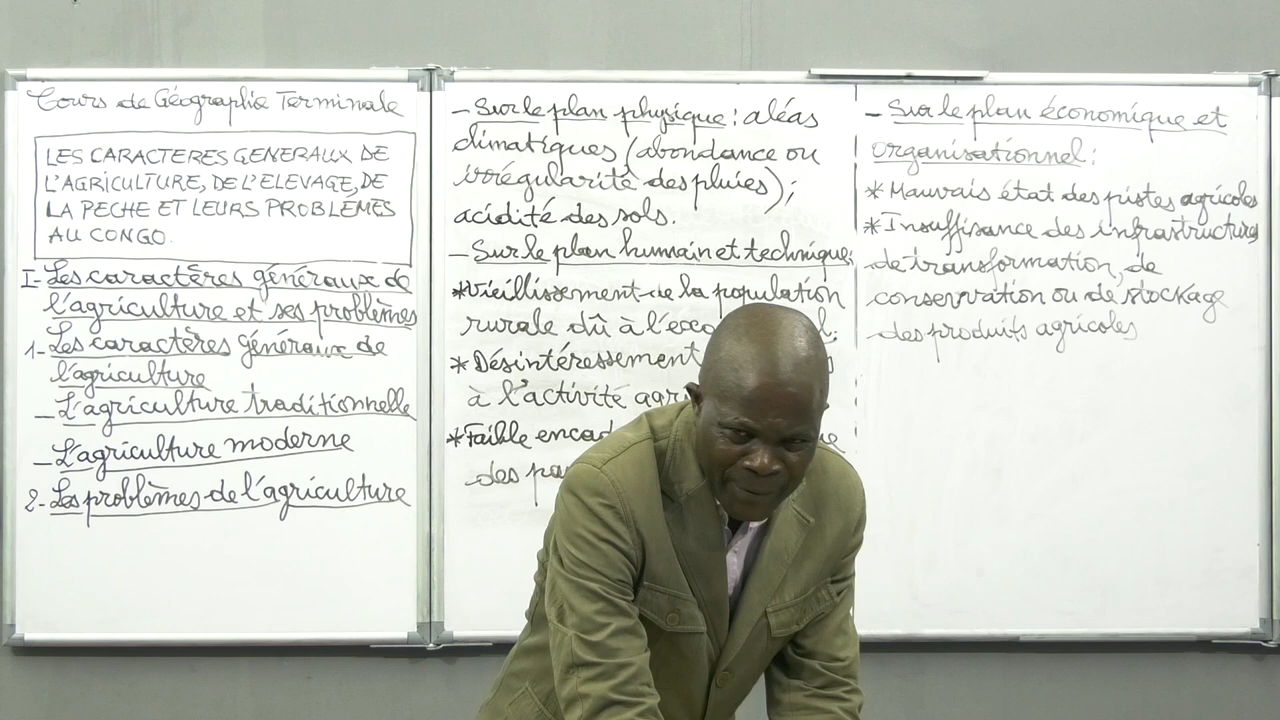 Cours de Géographie Terminale
LES CARACTERES GENERAUX DE
L'AGRICULTURE, DE L'ELEVAGE, DE
LA PECHE ET LEURS PROBLÉMES
AU CONGO.
I- Les caractères généraux de
l'agriculture et ses problèmes
1- Les caractères généraux de
l'agriculture
- L'agriculture traditionnelle
- L'agriculture moderne
2- Les problèmes de l'agriculture
- Sur le plan physique : aléas
climatiques (abondance ou
irrégularité des pluies) ;
acidité des sols.
- Sur le plan humain et technique:
* Vieillissement de la population
rurale dû à
* Désintéressement
à l'activité
* Faible
des
- Sur le plan économique et
organisationnel :
* Mauvais état des pistes agricoles
* Insuffisance des infrastructures
de transformation, de
conservation ou de stockage
des produits agricoles